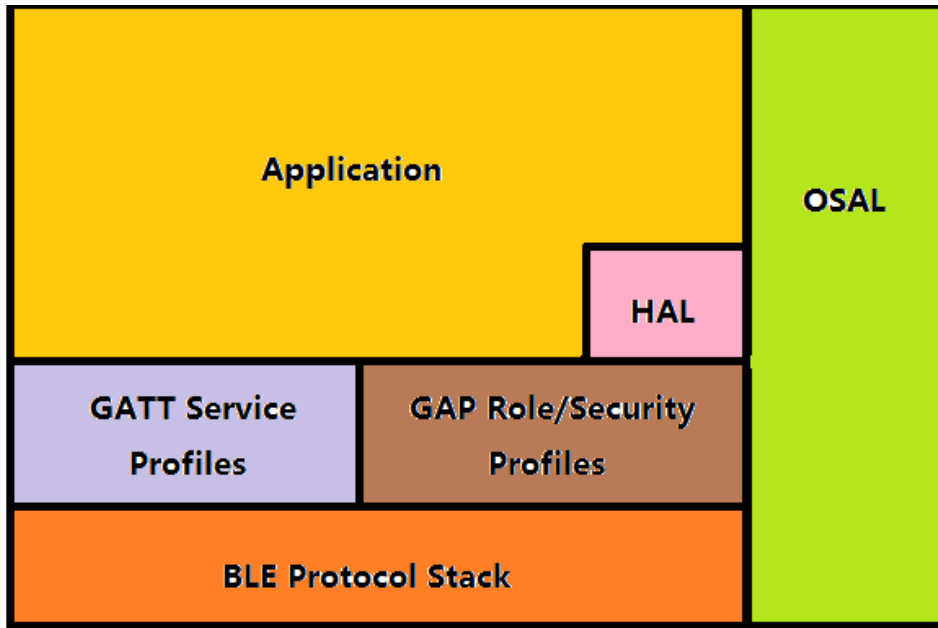 Application
OSAL
HAL
GATT Service
Profiles
GAP Role/Security
Profiles
BLE Protocol Stack